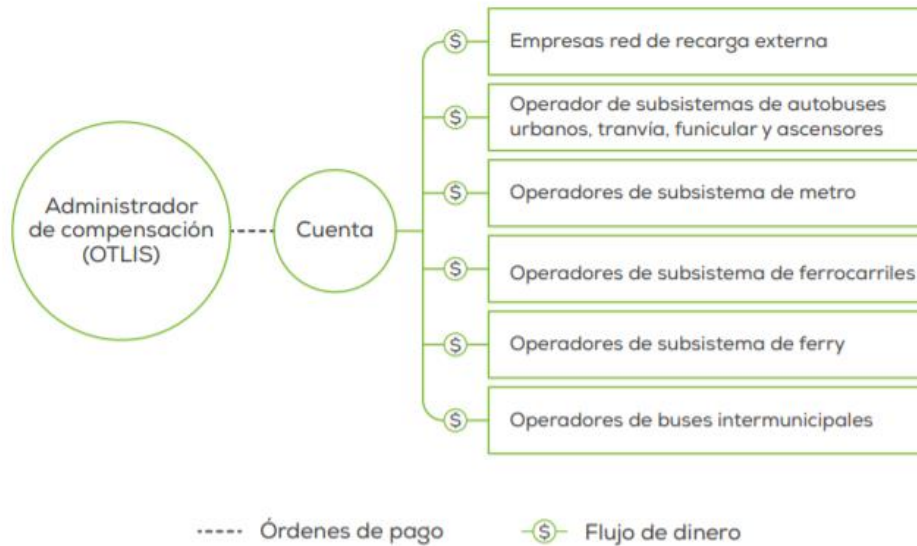 $ Empresas red de recarga externa
$ Operador de subsistemas de autobuses
urbanos, tranvía, funicular y ascensores
Administrador
de compensación
(OTLIS)
Cuenta
$ Operadores de subsistema de metro
$ Operadores de subsistema de ferrocarriles
$ Operadores de subsistema de ferry
$ Operadores de buses intermunicipales
Órdenes de pago
$ Flujo de dinero